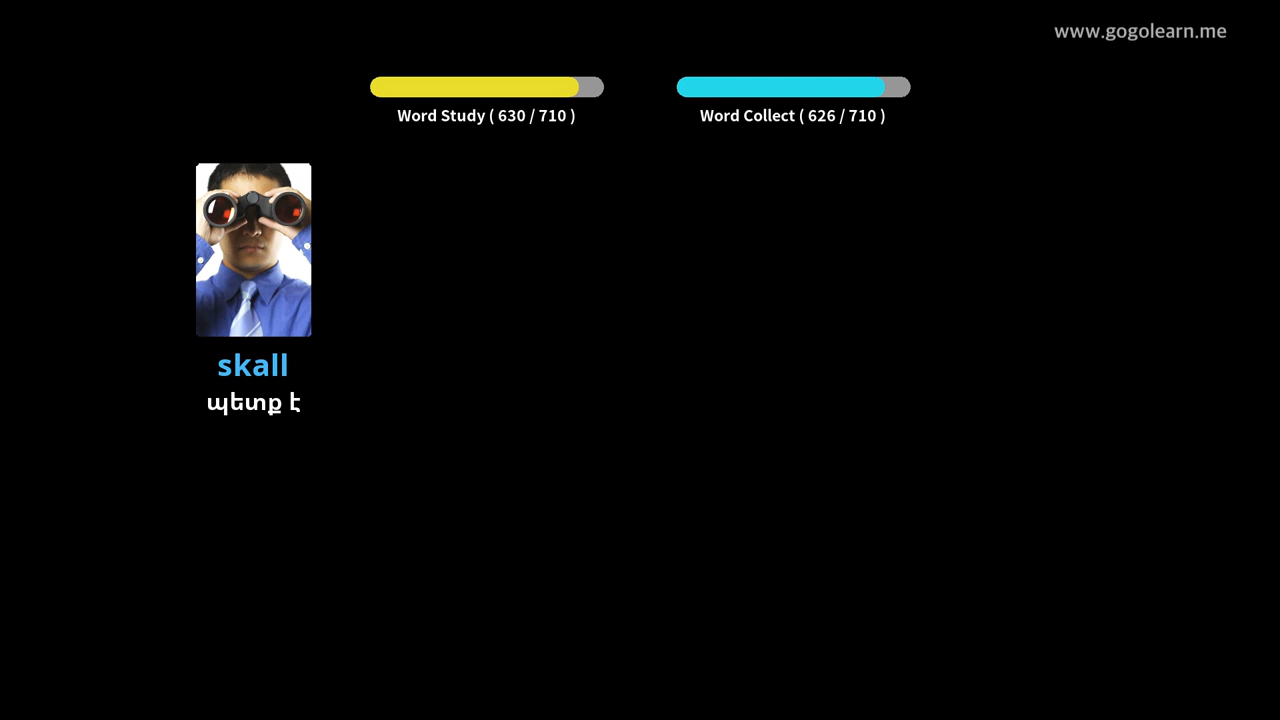 www.gogolearn.me
Word Study ( 630 / 710 )
Word Collect ( 626 / 710 )
skall
պետք է